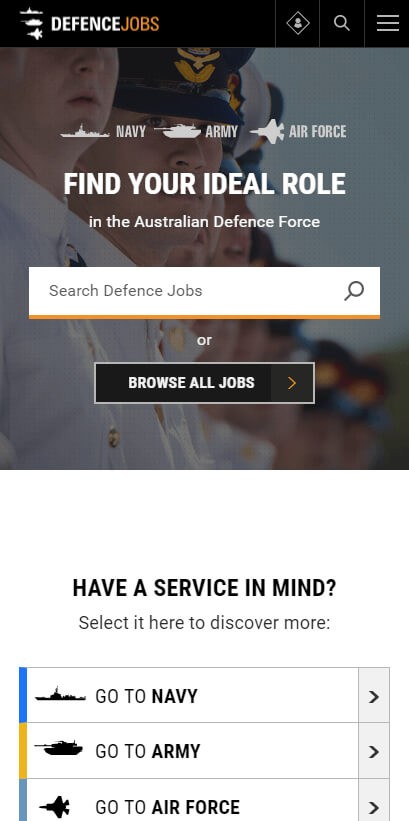 DEFENCEJOBS
NAVY ARMY AIR FORCE
FIND YOUR IDEAL ROLE
in the Australian Defence Force
Search Defence Jobs
or
BROWSE ALL JOBS
HAVE A SERVICE IN MIND?
Select it here to discover more:
GO TO NAVY
GO TO ARMY
GO TO AIR FORCE